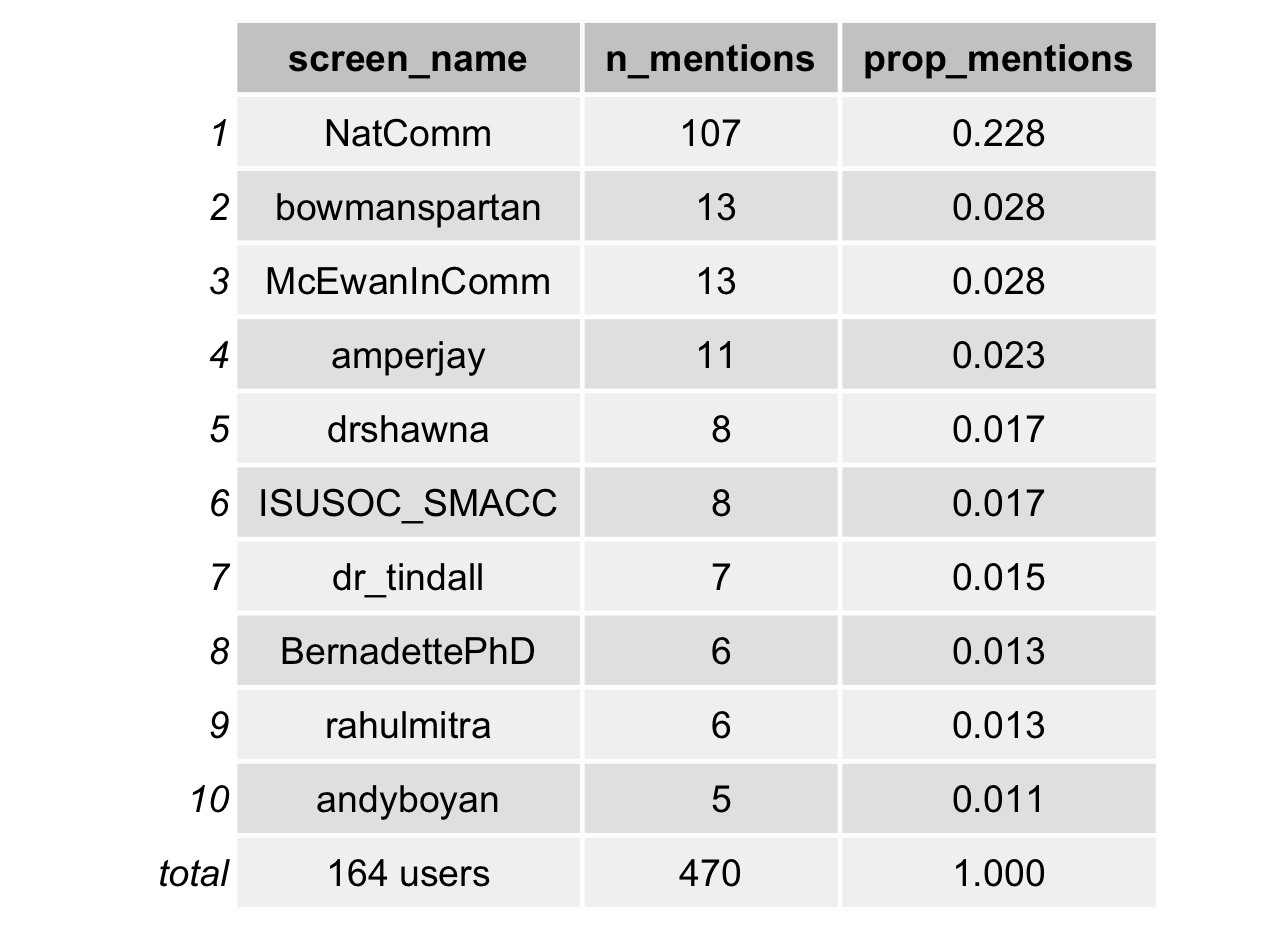 screen_name n_mentions prop_mentions
1 NatComm 107 0.228
2 bowmanspartan 13 0.028
3 McEwanInComm 13 0.028
4 amperjay 11 0.023
5 drshawna 8 0.017
6 ISUSOC_SMACC 8 0.017
7 dr_tindall 7 0.015
8 BernadettePhD 6 0.013
9 rahulmitra 6 0.013
10 andyboyan 5 0.011
total 164 users 470 1.000